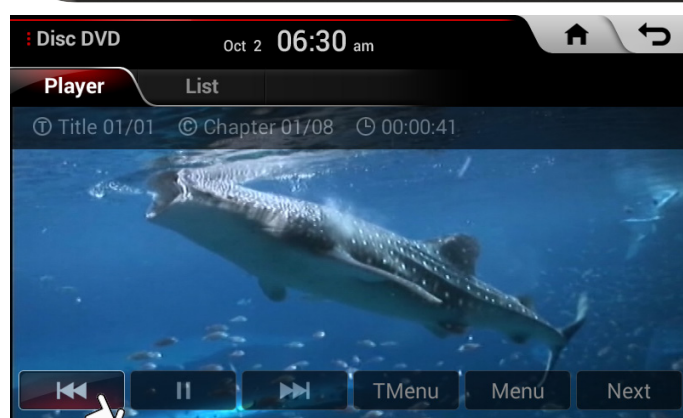 Disc DVD Oct 2 06:30 am
Player List
Ⓣ Title 01/01 Ⓒ Chapter 01/08 00:00:41
TMenu Menu Next